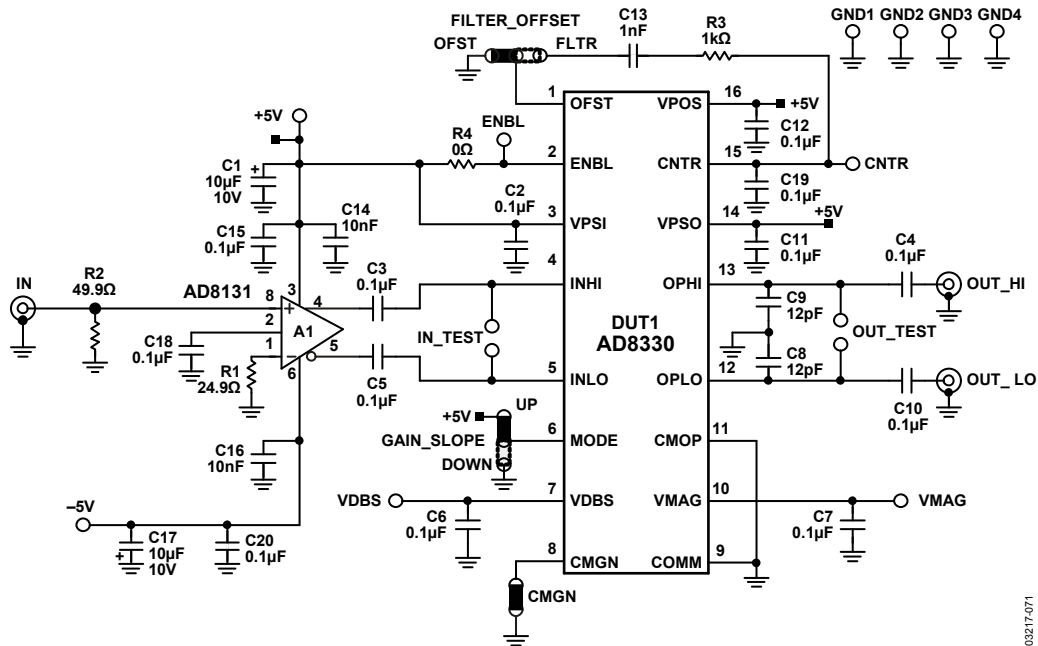 FILTER_OFFSET
OFST
FLTR
C13
1nF
R3
1kΩ
GND1 GND2 GND3 GND4
+5V
ENBL
R4
0Ω
1 OFST
VPOS 16
+5V
C12
0.1µF
2 ENBL
CNTR 15
CNTR
C1
10µF
10V
+
C2
0.1µF
C19
0.1µF
3 VPSI
VPSO 14
+5V
C15
0.1µF
C14
10nF
C11
0.1µF
4 INHI
OPHI 13
C4
0.1µF
OUT_HI
IN
R2
49.9Ω
AD8131
C3
0.1µF
8 +
3
4
2
A1
1 −
5
6
C18
0.1µF
R1
24.9Ω
IN_TEST
DUT1
AD8330
C9
12pF
OUT_TEST
C8
12pF
C5
0.1µF
5 INLO
OPLO 12
C10
0.1µF
OUT_ LO
UP
+5V
GAIN_SLOPE
DOWN
6 MODE
CMOP 11
C16
10nF
VDBS
7 VDBS
VMAG 10
VMAG
C6
0.1µF
C7
0.1µF
–5V
C17
10µF
10V
+
C20
0.1µF
8 CMGN
COMM 9
CMGN
03217-071